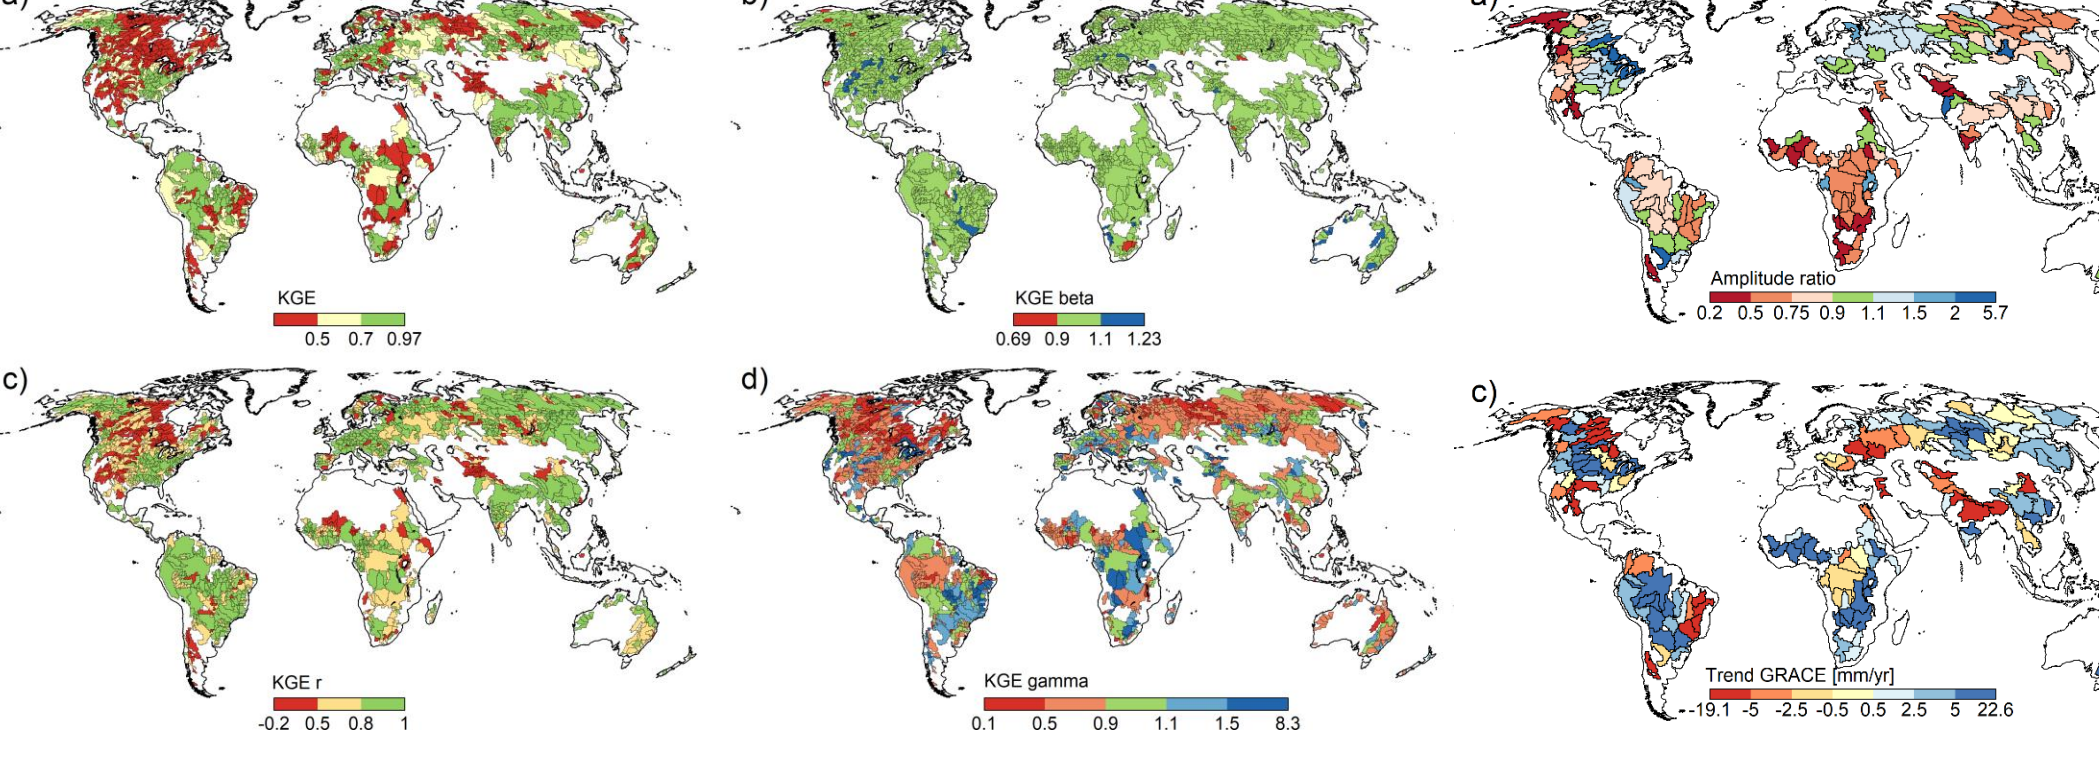 a)
b)
a)
KGE
0.5 0.7 0.97
KGE beta
0.69 0.9 1.1 1.23
Amplitude ratio
0.2 0.5 0.75 0.9 1.1 1.5 2 5.7
c)
d)
c)
KGE r
-0.2 0.5 0.8 1
KGE gamma
0.1 0.5 0.9 1.1 1.5 8.3
Trend GRACE [mm/yr]
-19.1 -5 -2.5 -0.5 0.5 2.5 5 22.6